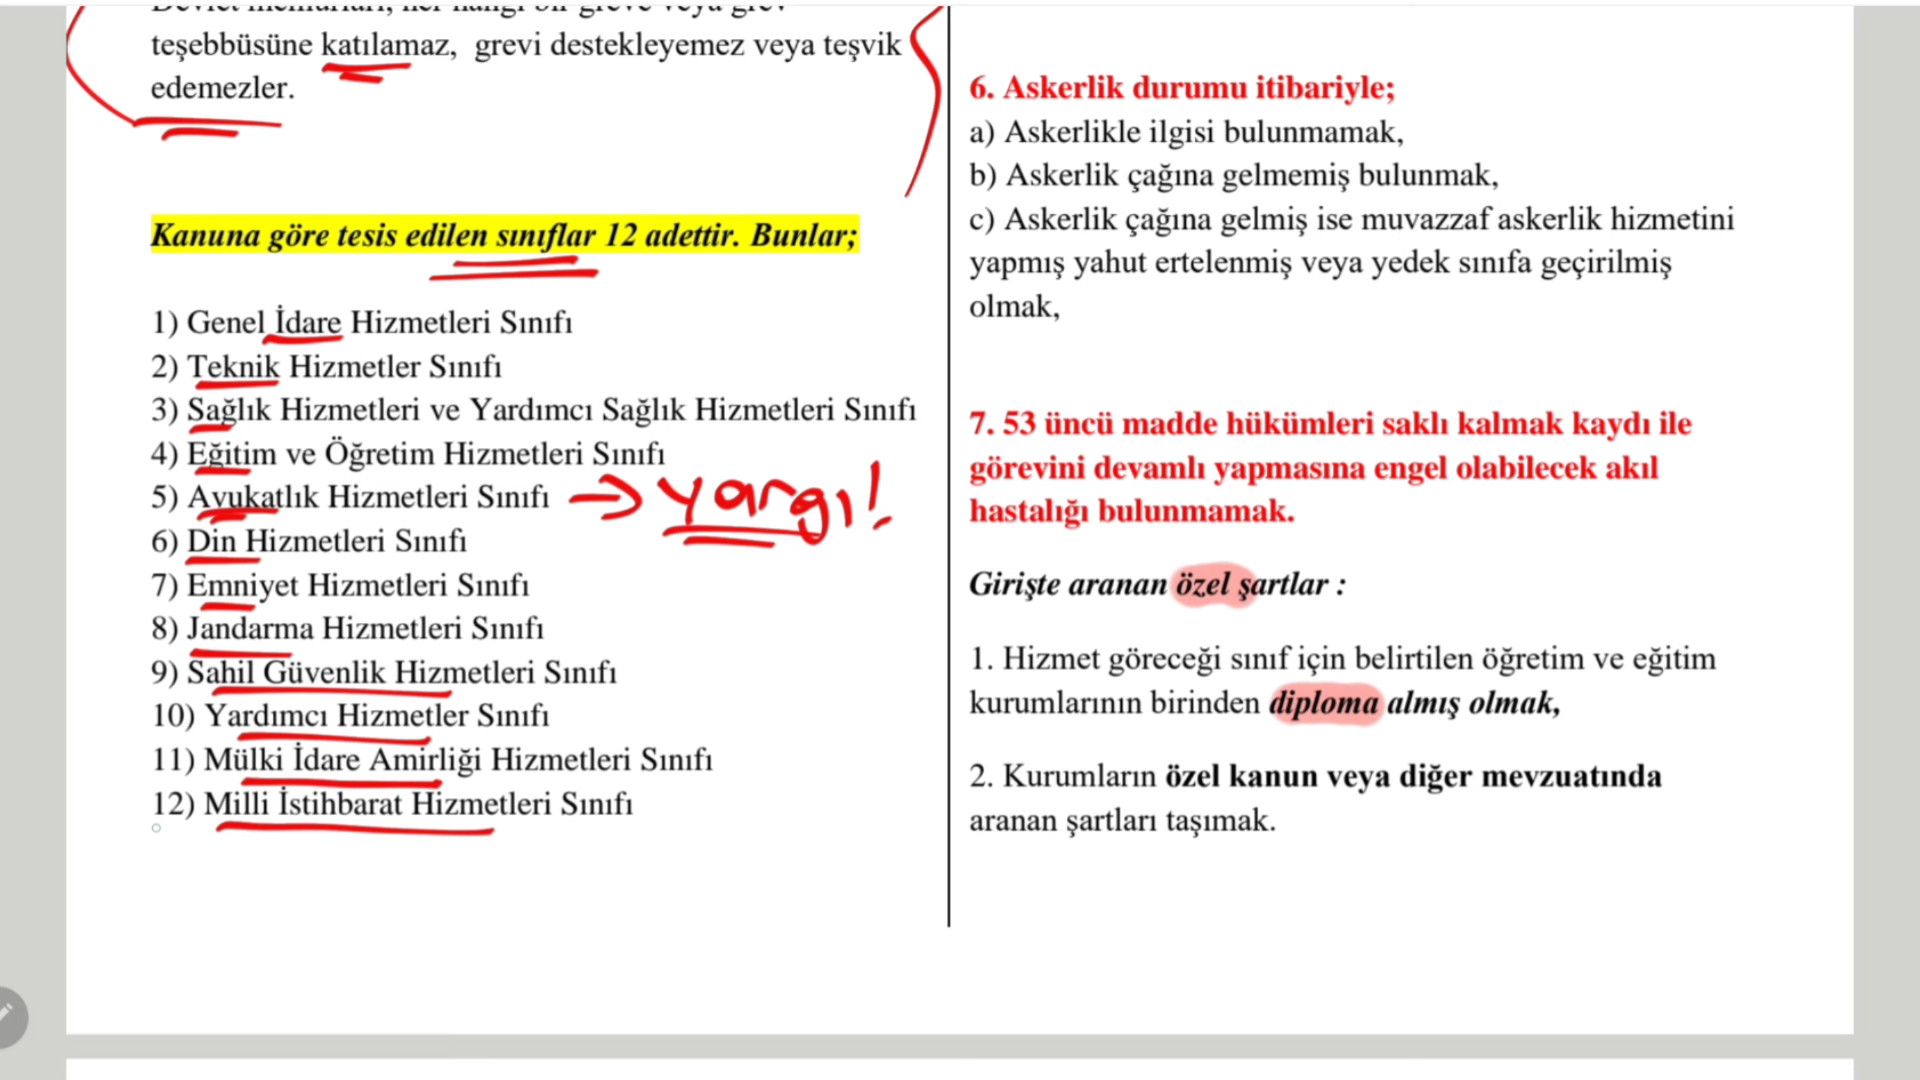 teşebbüsüne katılamaz, grevi destekleyemez veya teşvik
edemezler.
Kanuna göre tesis edilen sınıflar 12 adettir. Bunlar;
1) Genel İdare Hizmetleri Sınıfı
2) Teknik Hizmetler Sınıfı
3) Sağlık Hizmetleri ve Yardımcı Sağlık Hizmetleri Sınıfı
4) Eğitim ve Öğretim Hizmetleri Sınıfı
5) Avukatlık Hizmetleri Sınıfı → yargı!
6) Din Hizmetleri Sınıfı
7) Emniyet Hizmetleri Sınıfı
8) Jandarma Hizmetleri Sınıfı
9) Sahil Güvenlik Hizmetleri Sınıfı
10) Yardımcı Hizmetler Sınıfı
11) Mülki İdare Amirliği Hizmetleri Sınıfı
12) Milli İstihbarat Hizmetleri Sınıfı
6. Askerlik durumu itibariyle;
a) Askerlikle ilgisi bulunmamak,
b) Askerlik çağına gelmemiş bulunmak,
c) Askerlik çağına gelmiş ise muvazzaf askerlik hizmetini
yapmış yahut ertelenmiş veya yedek sınıfa geçirilmiş
olmak,
7. 53 üncü madde hükümleri saklı kalmak kaydı ile
görevini devamlı yapmasına engel olabilecek akıl
hastalığı bulunmamak.
Girişte aranan özel şartlar :
1. Hizmet göreceği sınıf için belirtilen öğretim ve eğitim
kurumlarının birinden diploma almış olmak,
2. Kurumların özel kanun veya diğer mevzuatında
aranan şartları taşımak.